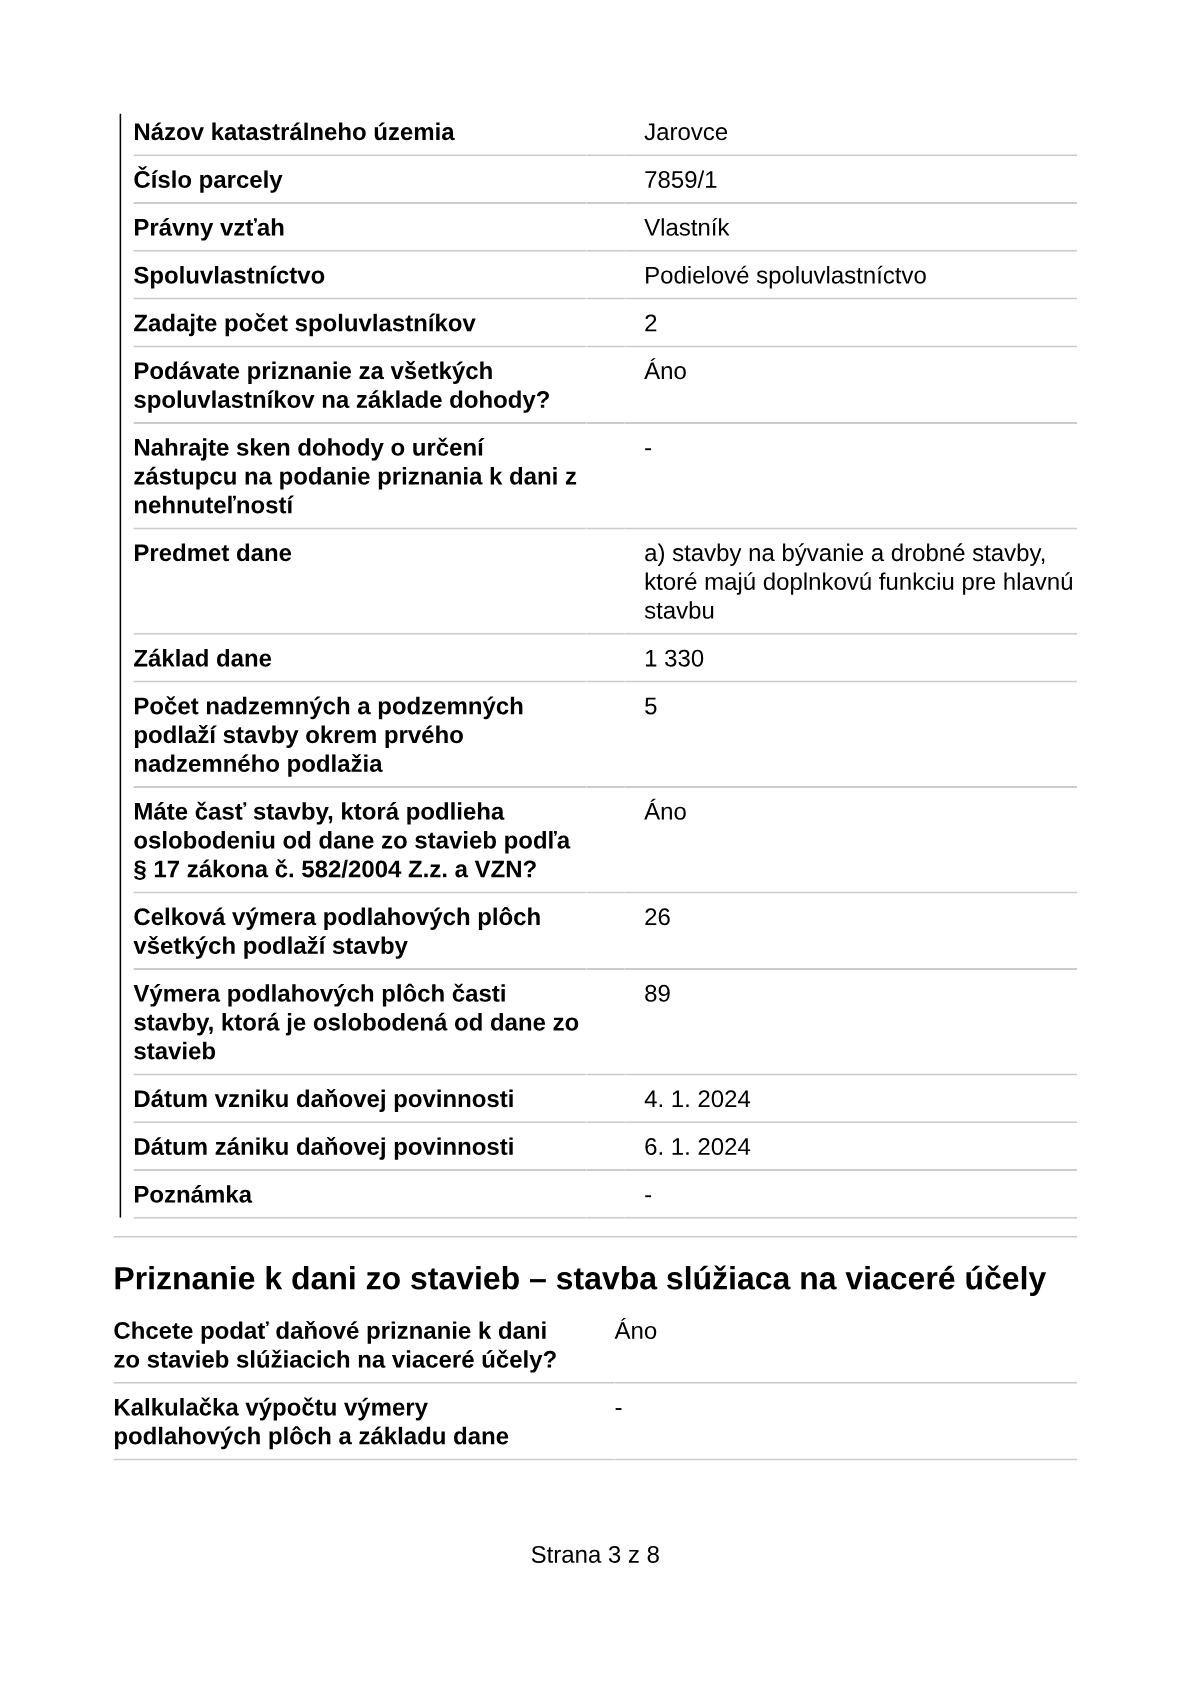 Názov katastrálneho územia Jarovce
Číslo parcely 7859/1
Právny vzťah Vlastník
Spoluvlastníctvo Podielové spoluvlastníctvo
Zadajte počet spoluvlastníkov 2
Podávate priznanie za všetkých Áno
spoluvlastníkov na základe dohody?
Nahrajte sken dohody o určení -
zástupcu na podanie priznania k dani z
nehnuteľností
Predmet dane a) stavby na bývanie a drobné stavby,
ktoré majú doplnkovú funkciu pre hlavnú
stavbu
Základ dane 1 330
Počet nadzemných a podzemných 5
podlaží stavby okrem prvého
nadzemného podlažia
Máte časť stavby, ktorá podlieha Áno
oslobodeniu od dane zo stavieb podľa
§ 17 zákona č. 582/2004 Z.z. a VZN?
Celková výmera podlahových plôch 26
všetkých podlaží stavby
Výmera podlahových plôch časti 89
stavby, ktorá je oslobodená od dane zo
stavieb
Dátum vzniku daňovej povinnosti 4. 1. 2024
Dátum zániku daňovej povinnosti 6. 1. 2024
Poznámka -
Priznanie k dani zo stavieb – stavba slúžiaca na viaceré účely
Chcete podať daňové priznanie k dani Áno
zo stavieb slúžiacich na viaceré účely?
Kalkulačka výpočtu výmery -
podlahových plôch a základu dane
Strana 3 z 8